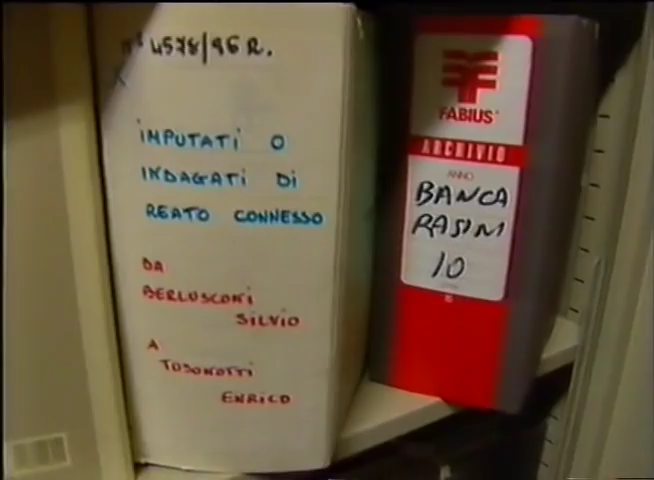 N° 4578/96 R.
IMPUTATI O
INDAGATI DI
REATO CONNESSO
DA
BERLUSCONI
SILVIO
A
TOSONOTTI
ENRICO
FABIUS
ARCHIVIO
ANNO
BANCA
RASINI
10